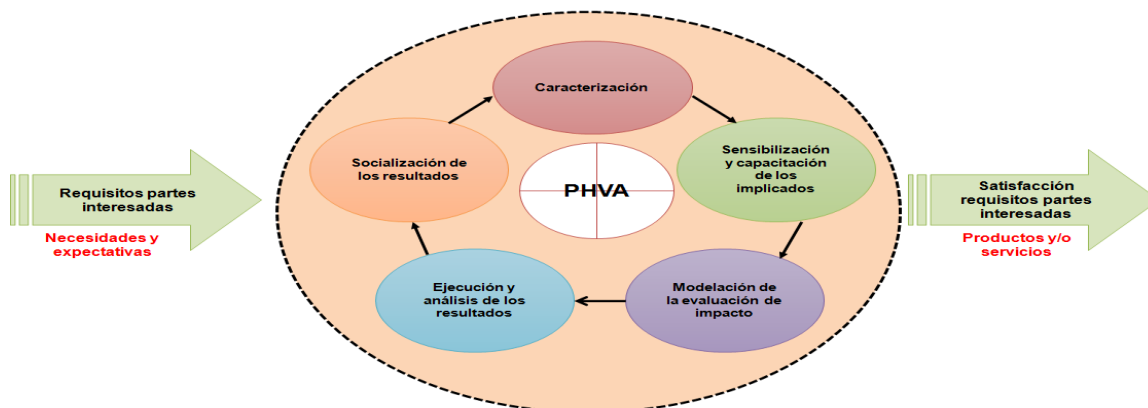 Requisitos partes
interesadas
Necesidades y
expectativas
Caracterización
Sensibilización
y capacitación
de los
implicados
Modelación de
la evaluación de
impacto
Ejecución y
análisis de los
resultados
Socialización de
los resultados
PHVA
Satisfacción
requisitos partes
interesadas
Productos y/o
servicios